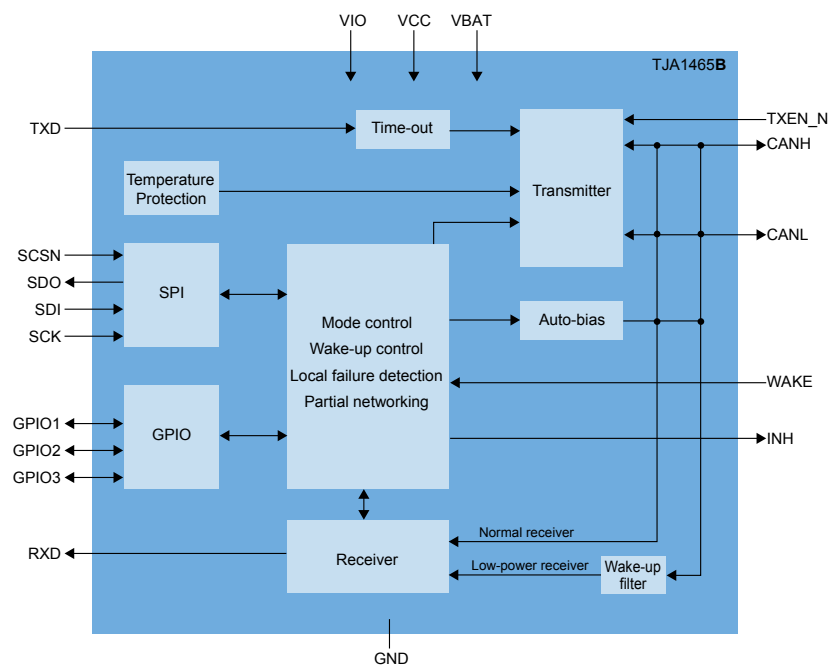 VIO VCC VBAT
TJA1465B
TXD
Time-out
TXEN_N
CANH
Temperature
Protection
Transmitter
CANL
SCSN
SDO
SDI
SCK
SPI
Mode control
Wake-up control
Local failure detection
Partial networking
Auto-bias
WAKE
GPIO1
GPIO2
GPIO3
GPIO
INH
Normal receiver
RXD
Receiver
Low-power receiver
Wake-up
filter
GND